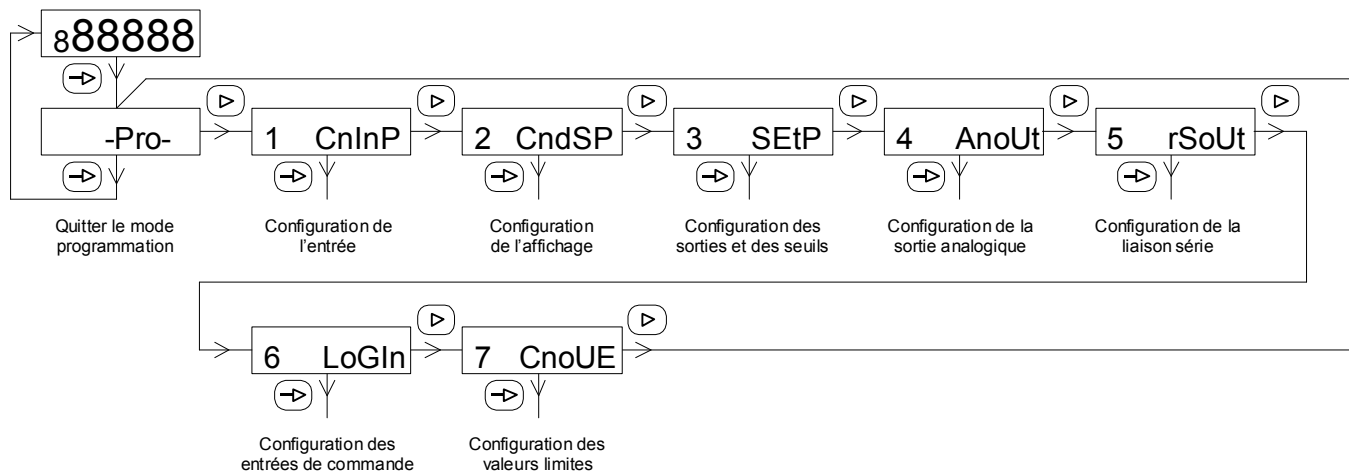 888888
-Pro-
1 CnInP
2 CndSP
3 SEtP
4 AnoUt
5 rSoUt
Quitter le mode
programmation
Configuration de
l'entrée
Configuration
de l'affichage
Configuration des
sorties et des seuils
Configuration de la
sortie analogique
Configuration de la
liaison série
6 LoGIn
7 CnoUE
Configuration des
entrées de commande
Configuration des
valeurs limites